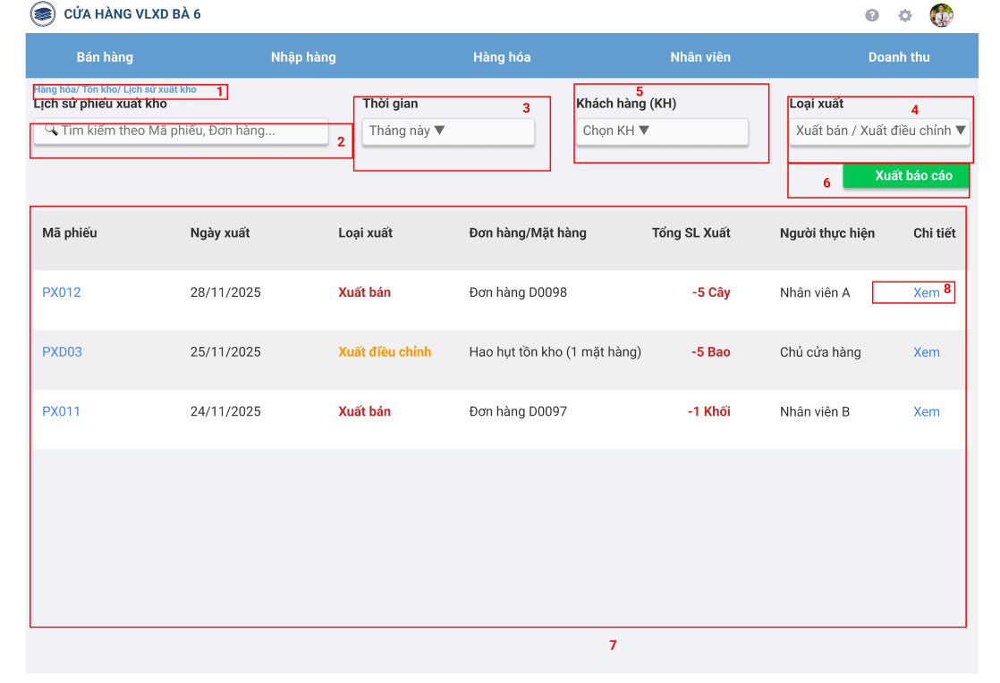 CỬA HÀNG VLXD BÀ 6
Bán hàng Nhập hàng Hàng hóa Nhân viên Doanh thu
Hàng hóa/ Tồn kho/ Lịch sử xuất kho 1
Lịch sử phiếu xuất kho
🔍 Tìm kiếm theo Mã phiếu, Đơn hàng... 2
Thời gian 3
Tháng này ▼
5
Khách hàng (KH)
Chọn KH ▼
Loại xuất 4
Xuất bán / Xuất điều chỉnh ▼
6 Xuất báo cáo
Mã phiếu Ngày xuất Loại xuất Đơn hàng/Mặt hàng Tổng SL Xuất Người thực hiện Chi tiết
PX012 28/11/2025 Xuất bán Đơn hàng D0098 -5 Cây Nhân viên A Xem 8
PXD03 25/11/2025 Xuất điều chỉnh Hao hụt tồn kho (1 mặt hàng) -5 Bao Chủ cửa hàng Xem
PX011 24/11/2025 Xuất bán Đơn hàng D0097 -1 Khối Nhân viên B Xem
7